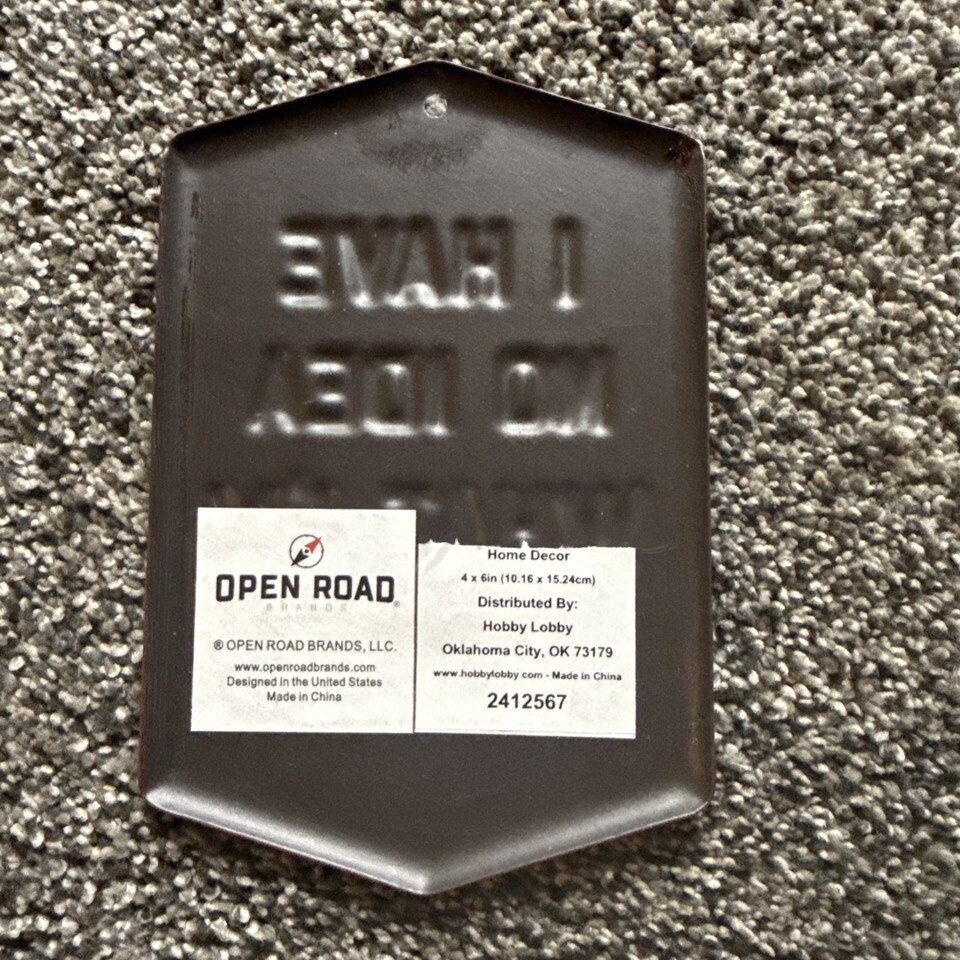 I HAVE
NO IDEA
WHAT I'M
OPEN ROAD
BRANDS
® OPEN ROAD BRANDS, LLC.
www.openroadbrands.com
Designed in the United States
Made in China
Home Decor
4 x 6in (10.16 x 15.24cm)
Distributed By:
Hobby Lobby
Oklahoma City, OK 73179
www.hobbylobby.com - Made in China
2412567